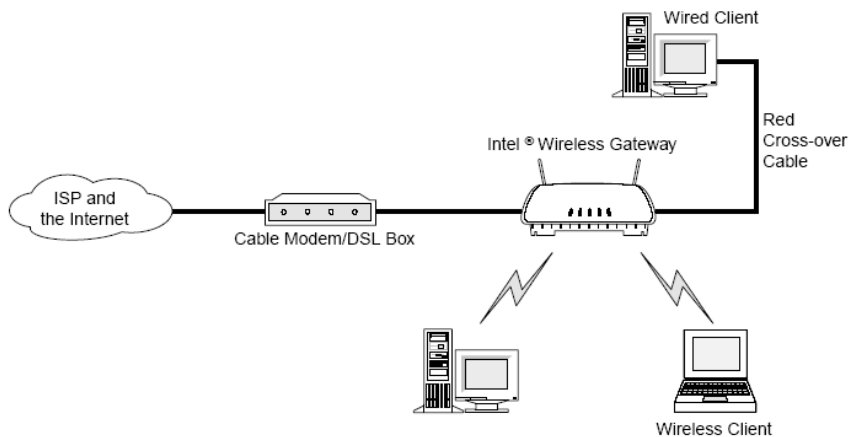 Wired Client
Red
Cross-over
Cable
Intel ® Wireless Gateway
ISP and
the Internet
Cable Modem/DSL Box
Wireless Client